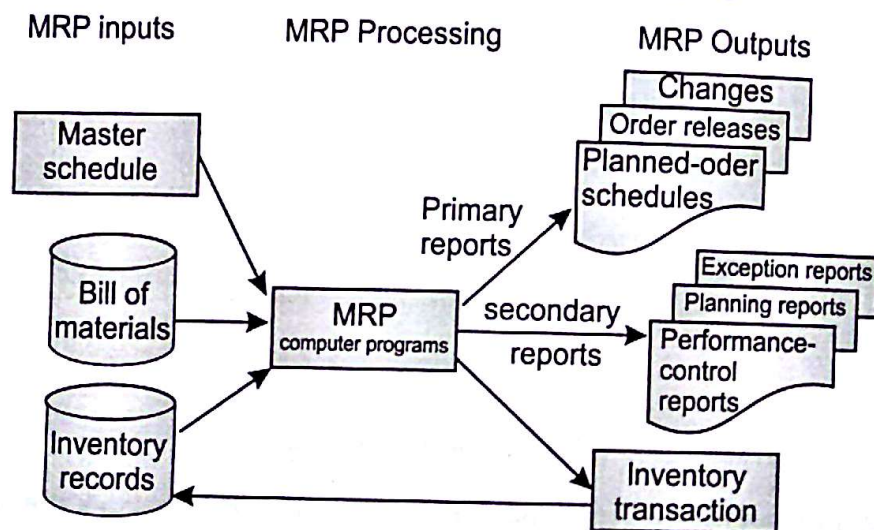 MRP inputs
MRP Processing
MRP Outputs
Master
schedule
Bill of
materials
Inventory
records
MRP
computer programs
Primary
reports
secondary
reports
Changes
Order releases
Planned-oder
schedules
Exception reports
Planning reports
Performance-
control
reports
Inventory
transaction